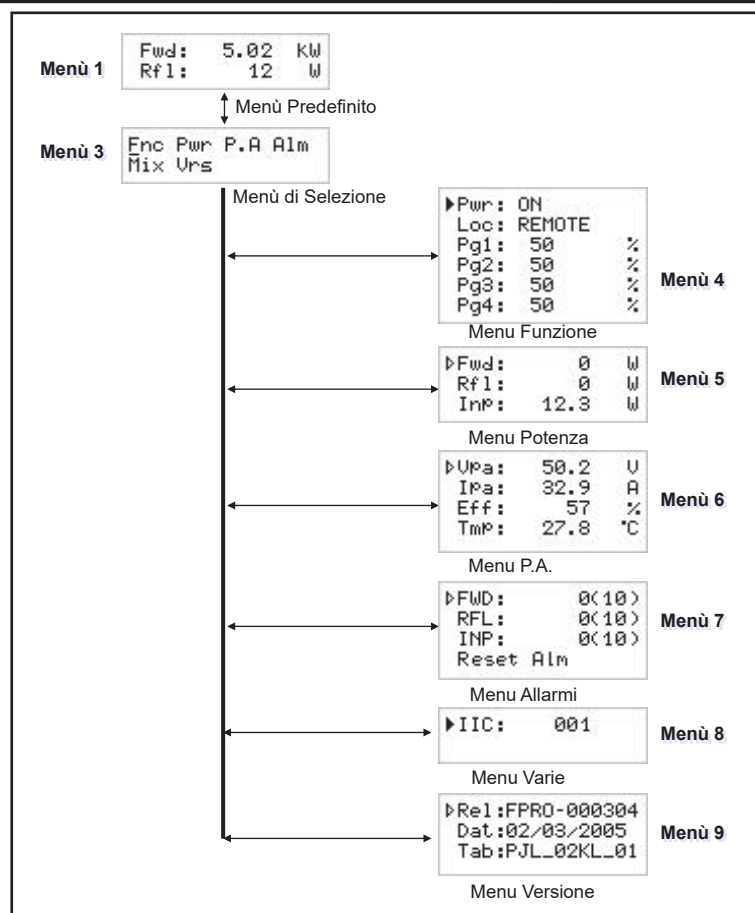 Menù 1
Fwd: 5.02 KW
Rfl: 12 W
Menù Predefinito
Menù 3
Fnc Pwr P.A Alm
Mix Vrs
Menù di Selezione
Pwr: ON
Loc: REMOTE
Pg1: 50 %
Pg2: 50 %
Pg3: 50 %
Pg4: 50 %
Menù 4
Menu Funzione
Fwd: 0 W
Rfl: 0 W
Inp: 12.3 W
Menù 5
Menu Potenza
Vpa: 50.2 V
Ipa: 32.9 A
Eff: 57 %
Tmp: 27.8 °C
Menù 6
Menu P.A.
FWD: 0(10)
RFL: 0(10)
INP: 0(10)
Reset Alm
Menù 7
Menu Allarmi
IIC: 001
Menù 8
Menu Varie
Rel:FPRO-000304
Dat:02/03/2005
Tab:PJL_02KL_01
Menù 9
Menu Versione